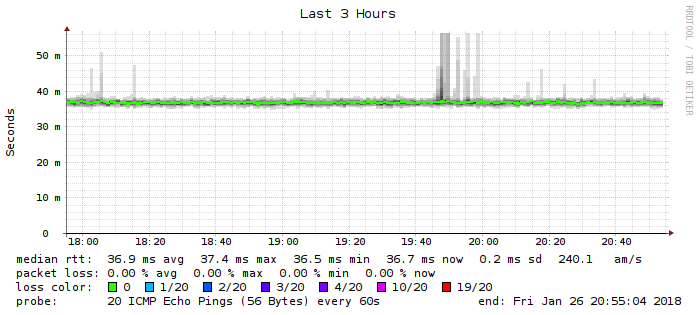 Last 3 Hours
RRDTOOL / TOBI OETIKER
Seconds
50 m
40 m
30 m
20 m
10 m
0
18:00 18:20 18:40 19:00 19:20 19:40 20:00 20:20 20:40
median rtt: 36.9 ms avg 37.4 ms max 36.5 ms min 36.7 ms now 0.2 ms sd 240.1 am/s
packet loss: 0.00 % avg 0.00 % max 0.00 % min 0.00 % now
loss color: 0 1/20 2/20 3/20 4/20 10/20 19/20
probe: 20 ICMP Echo Pings (56 Bytes) every 60s end: Fri Jan 26 20:55:04 2018